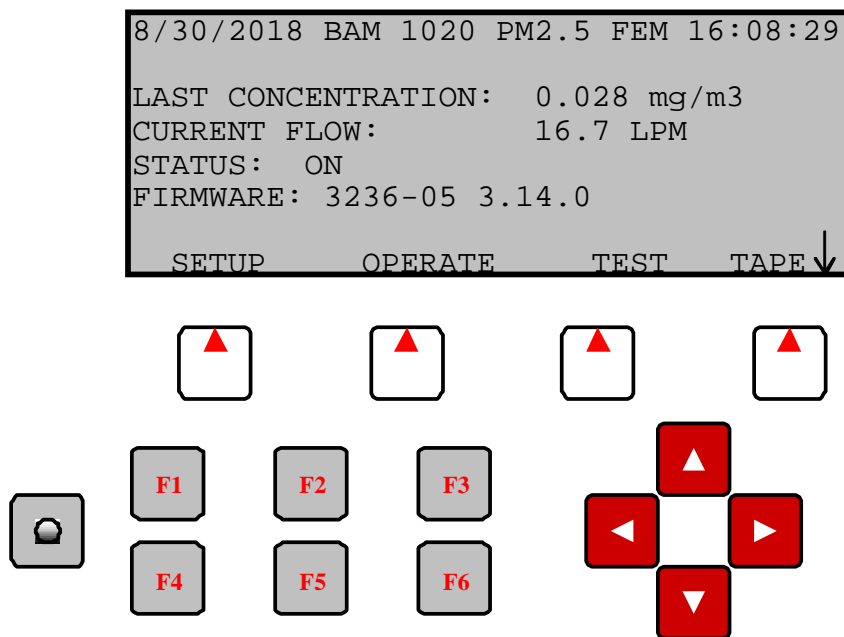 8/30/2018 BAM 1020 PM2.5 FEM 16:08:29
LAST CONCENTRATION: 0.028 mg/m3
CURRENT FLOW: 16.7 LPM
STATUS: ON
FIRMWARE: 3236-05 3.14.0
SETUP OPERATE TEST TAPE
F1 F2 F3
F4 F5 F6